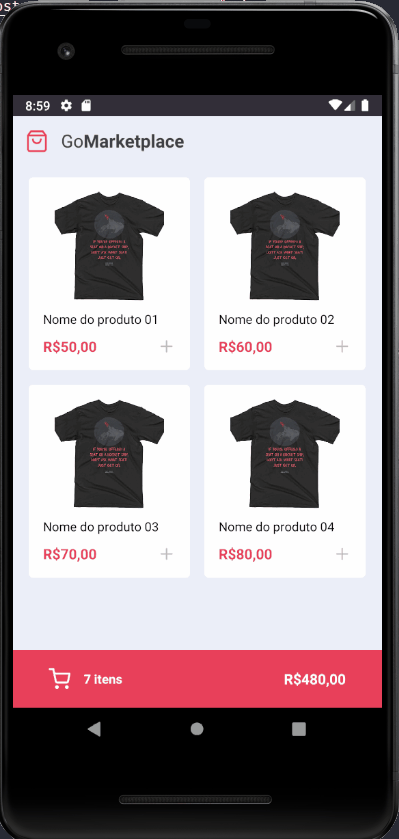 ost
8:59
GoMarketplace
Nome do produto 01
Nome do produto 02
R$50,00
R$60,00
Nome do produto 03
Nome do produto 04
R$70,00
R$80,00
7 itens
R$480,00